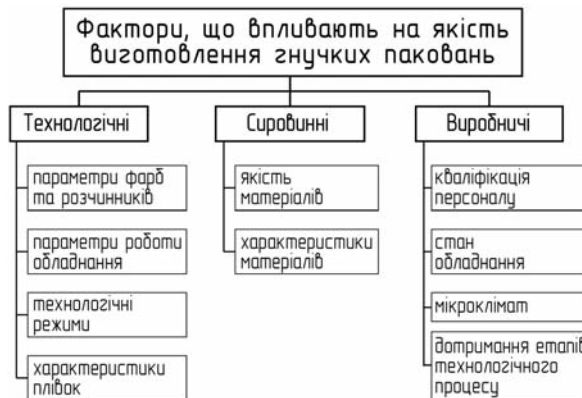 Фактори, що впливають на якість
виготовлення гнучких паковань
Технологічні
параметри фарб
та розчинників
параметри роботи
обладнання
технологічні
режими
характеристики
плівок
Сировинні
якість
матеріалів
характеристики
матеріалів
Виробничі
кваліфікація
персоналу
стан
обладнання
мікроклімат
дотримання етапів
технологічного
процесу